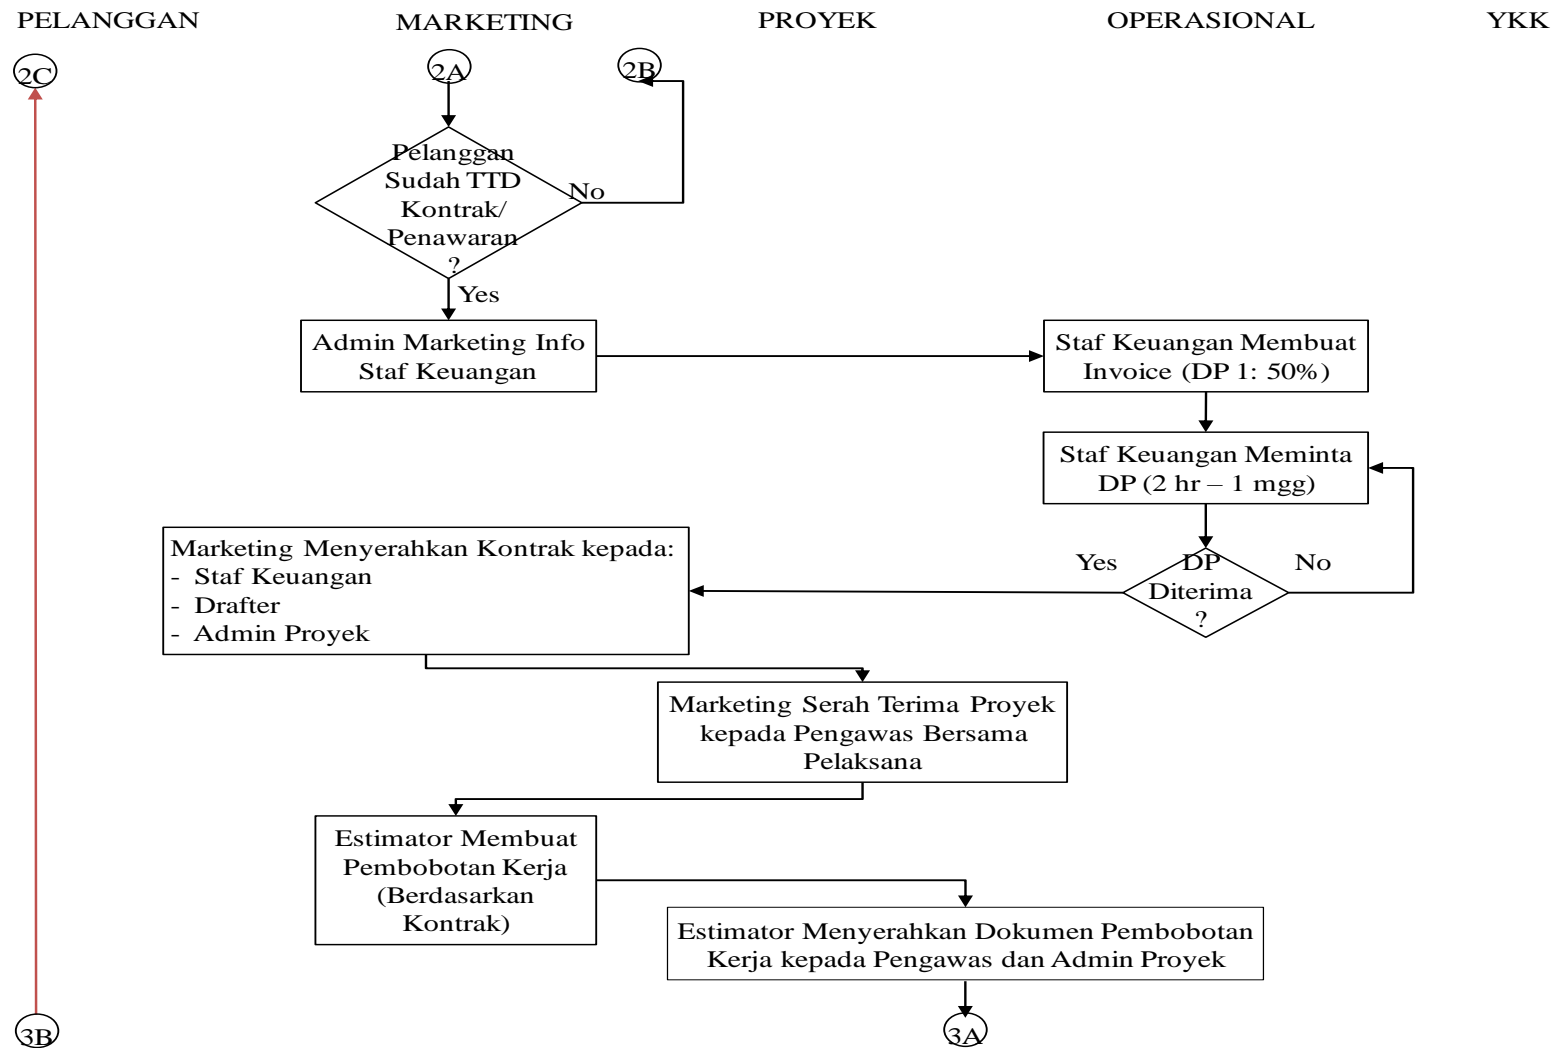 PELANGGAN
MARKETING
PROYEK
OPERASIONAL
YKK
2C
2A
2B
Pelanggan
Sudah TTD
Kontrak/
Penawaran
?
No
Yes
Admin Marketing Info
Staf Keuangan
Staf Keuangan Membuat
Invoice (DP 1: 50%)
Staf Keuangan Meminta
DP (2 hr – 1 mgg)
Yes
DP
Diterima
?
No
Marketing Menyerahkan Kontrak kepada:
- Staf Keuangan
- Drafter
- Admin Proyek
Marketing Serah Terima Proyek
kepada Pengawas Bersama
Pelaksana
Estimator Membuat
Pembobotan Kerja
(Berdasarkan
Kontrak)
Estimator Menyerahkan Dokumen Pembobotan
Kerja kepada Pengawas dan Admin Proyek
3B
3A